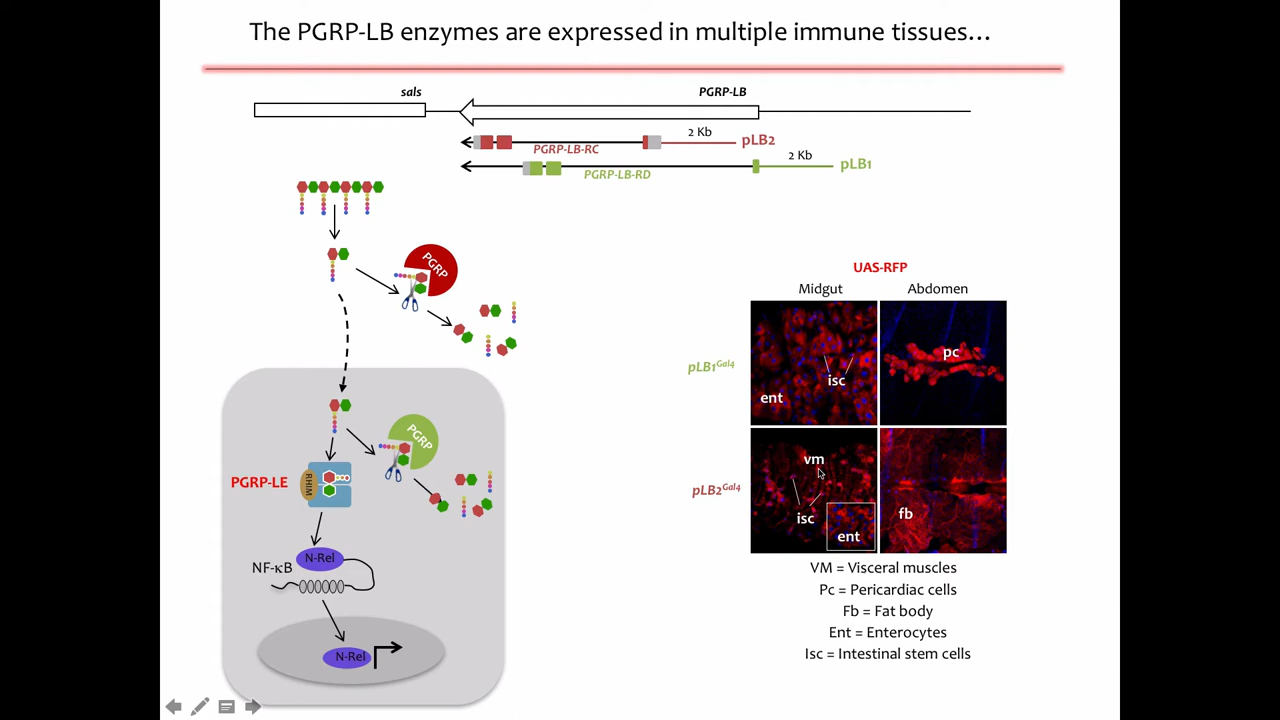 The PGRP-LB enzymes are expressed in multiple immune tissues…
sals
PGRP-LB
2 Kb
pLB2
PGRP-LB-RC
2 Kb
pLB1
PGRP-LB-RD
PGRP
UAS-RFP
Midgut
Abdomen
pLB1Gal4
isc
ent
pc
pLB2Gal4
vm
isc
ent
fb
PGRP
PGRP-LE
RHIM
NF-κB
N-Rel
N-Rel
VM = Visceral muscles
Pc = Pericardiac cells
Fb = Fat body
Ent = Enterocytes
Isc = Intestinal stem cells